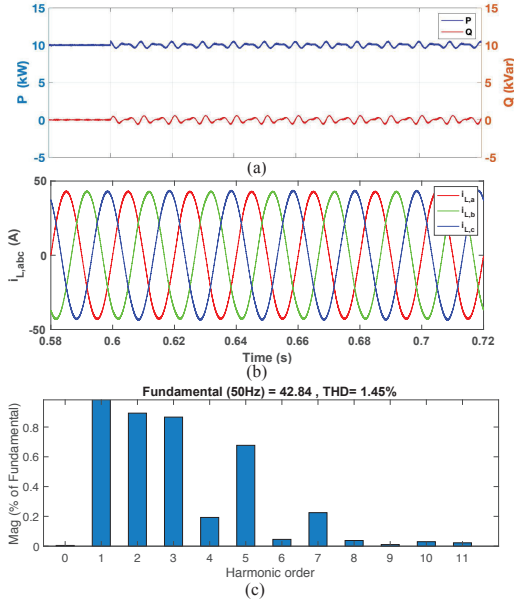 15
10
5
0
-5
P (kW)
P
Q
15
10
5
0
-5
Q (kVar)
(a)
50
0
-50
i_L,abc (A)
i_L,a
i_L,b
i_L,c
0.58 0.6 0.62 0.64 0.66 0.68 0.7 0.72
Time (s)
(b)
Fundamental (50Hz) = 42.84 , THD= 1.45%
0.8
0.6
0.4
0.2
0
Mag (% of Fundamental)
0 1 2 3 4 5 6 7 8 9 10 11
Harmonic order
(c)